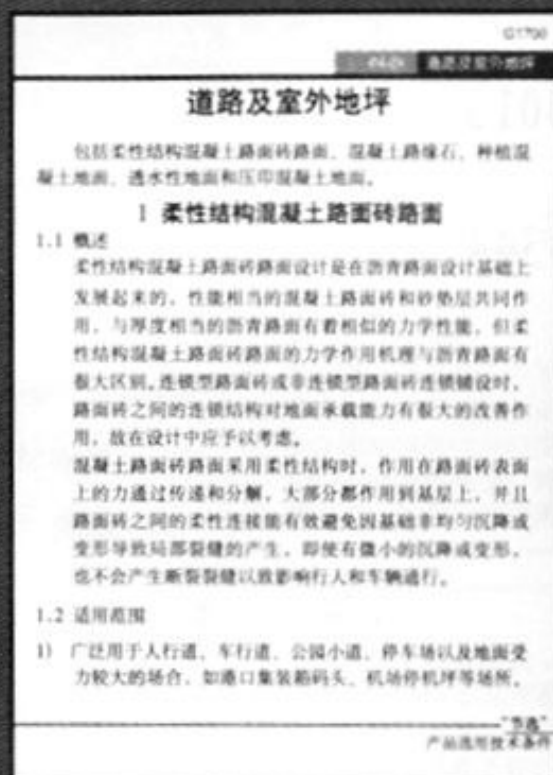 G1700
道路及室外地坪
道路及室外地坪
包括柔性结构混凝土路面砖路面、混凝土路缘石、种植混
凝土地面、透水性地面和压印混凝土地面。
1 柔性结构混凝土路面砖路面
1.1 概述
柔性结构混凝土路面砖路面设计是在沥青路面设计基础上
发展起来的，性能相当的混凝土路面砖和砂垫层共同作
用，与厚度相当的沥青路面有着相似的力学性能，但柔
性结构混凝土路面砖路面的力学作用机理与沥青路面有
很大区别。连锁型路面砖或非连锁型路面砖连锁铺设时，
路面砖之间的连锁结构对地面承载能力有很大的改善作
用，故在设计中应予以考虑。
混凝土路面砖路面采用柔性结构时，作用在路面砖表面
上的力通过传递和分解，大部分都作用到基层上，并且
路面砖之间的柔性连接能有效避免因基础非均匀沉降或
变形导致局部裂缝的产生，即使有微小的沉降或变形，
也不会产生断裂裂缝以致影响行人和车辆通行。
1.2 适用范围
1) 广泛用于人行道、车行道、公园小道、停车场以及地面受
力较大的场合，如港口集装箱码头、机场停机坪等场所。
"节选"
产品选用技术条件